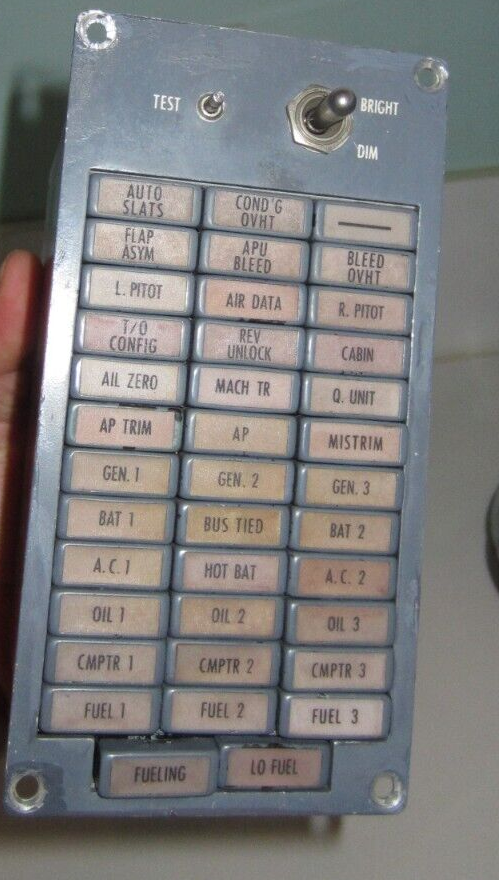 TEST
BRIGHT
DIM
AUTO
SLATS
COND'G
OVHT
FLAP
ASYM
APU
BLEED
BLEED
OVHT
L. PITOT
AIR DATA
R. PITOT
T/O
CONFIG
REV
UNLOCK
CABIN
AIL ZERO
MACH TR
Q. UNIT
AP TRIM
AP
MISTRIM
GEN. 1
GEN. 2
GEN. 3
BAT 1
BUS TIED
BAT 2
A.C. 1
HOT BAT
A.C. 2
OIL 1
OIL 2
OIL 3
CMPTR 1
CMPTR 2
CMPTR 3
FUEL 1
FUEL 2
FUEL 3
FUELING
LO FUEL